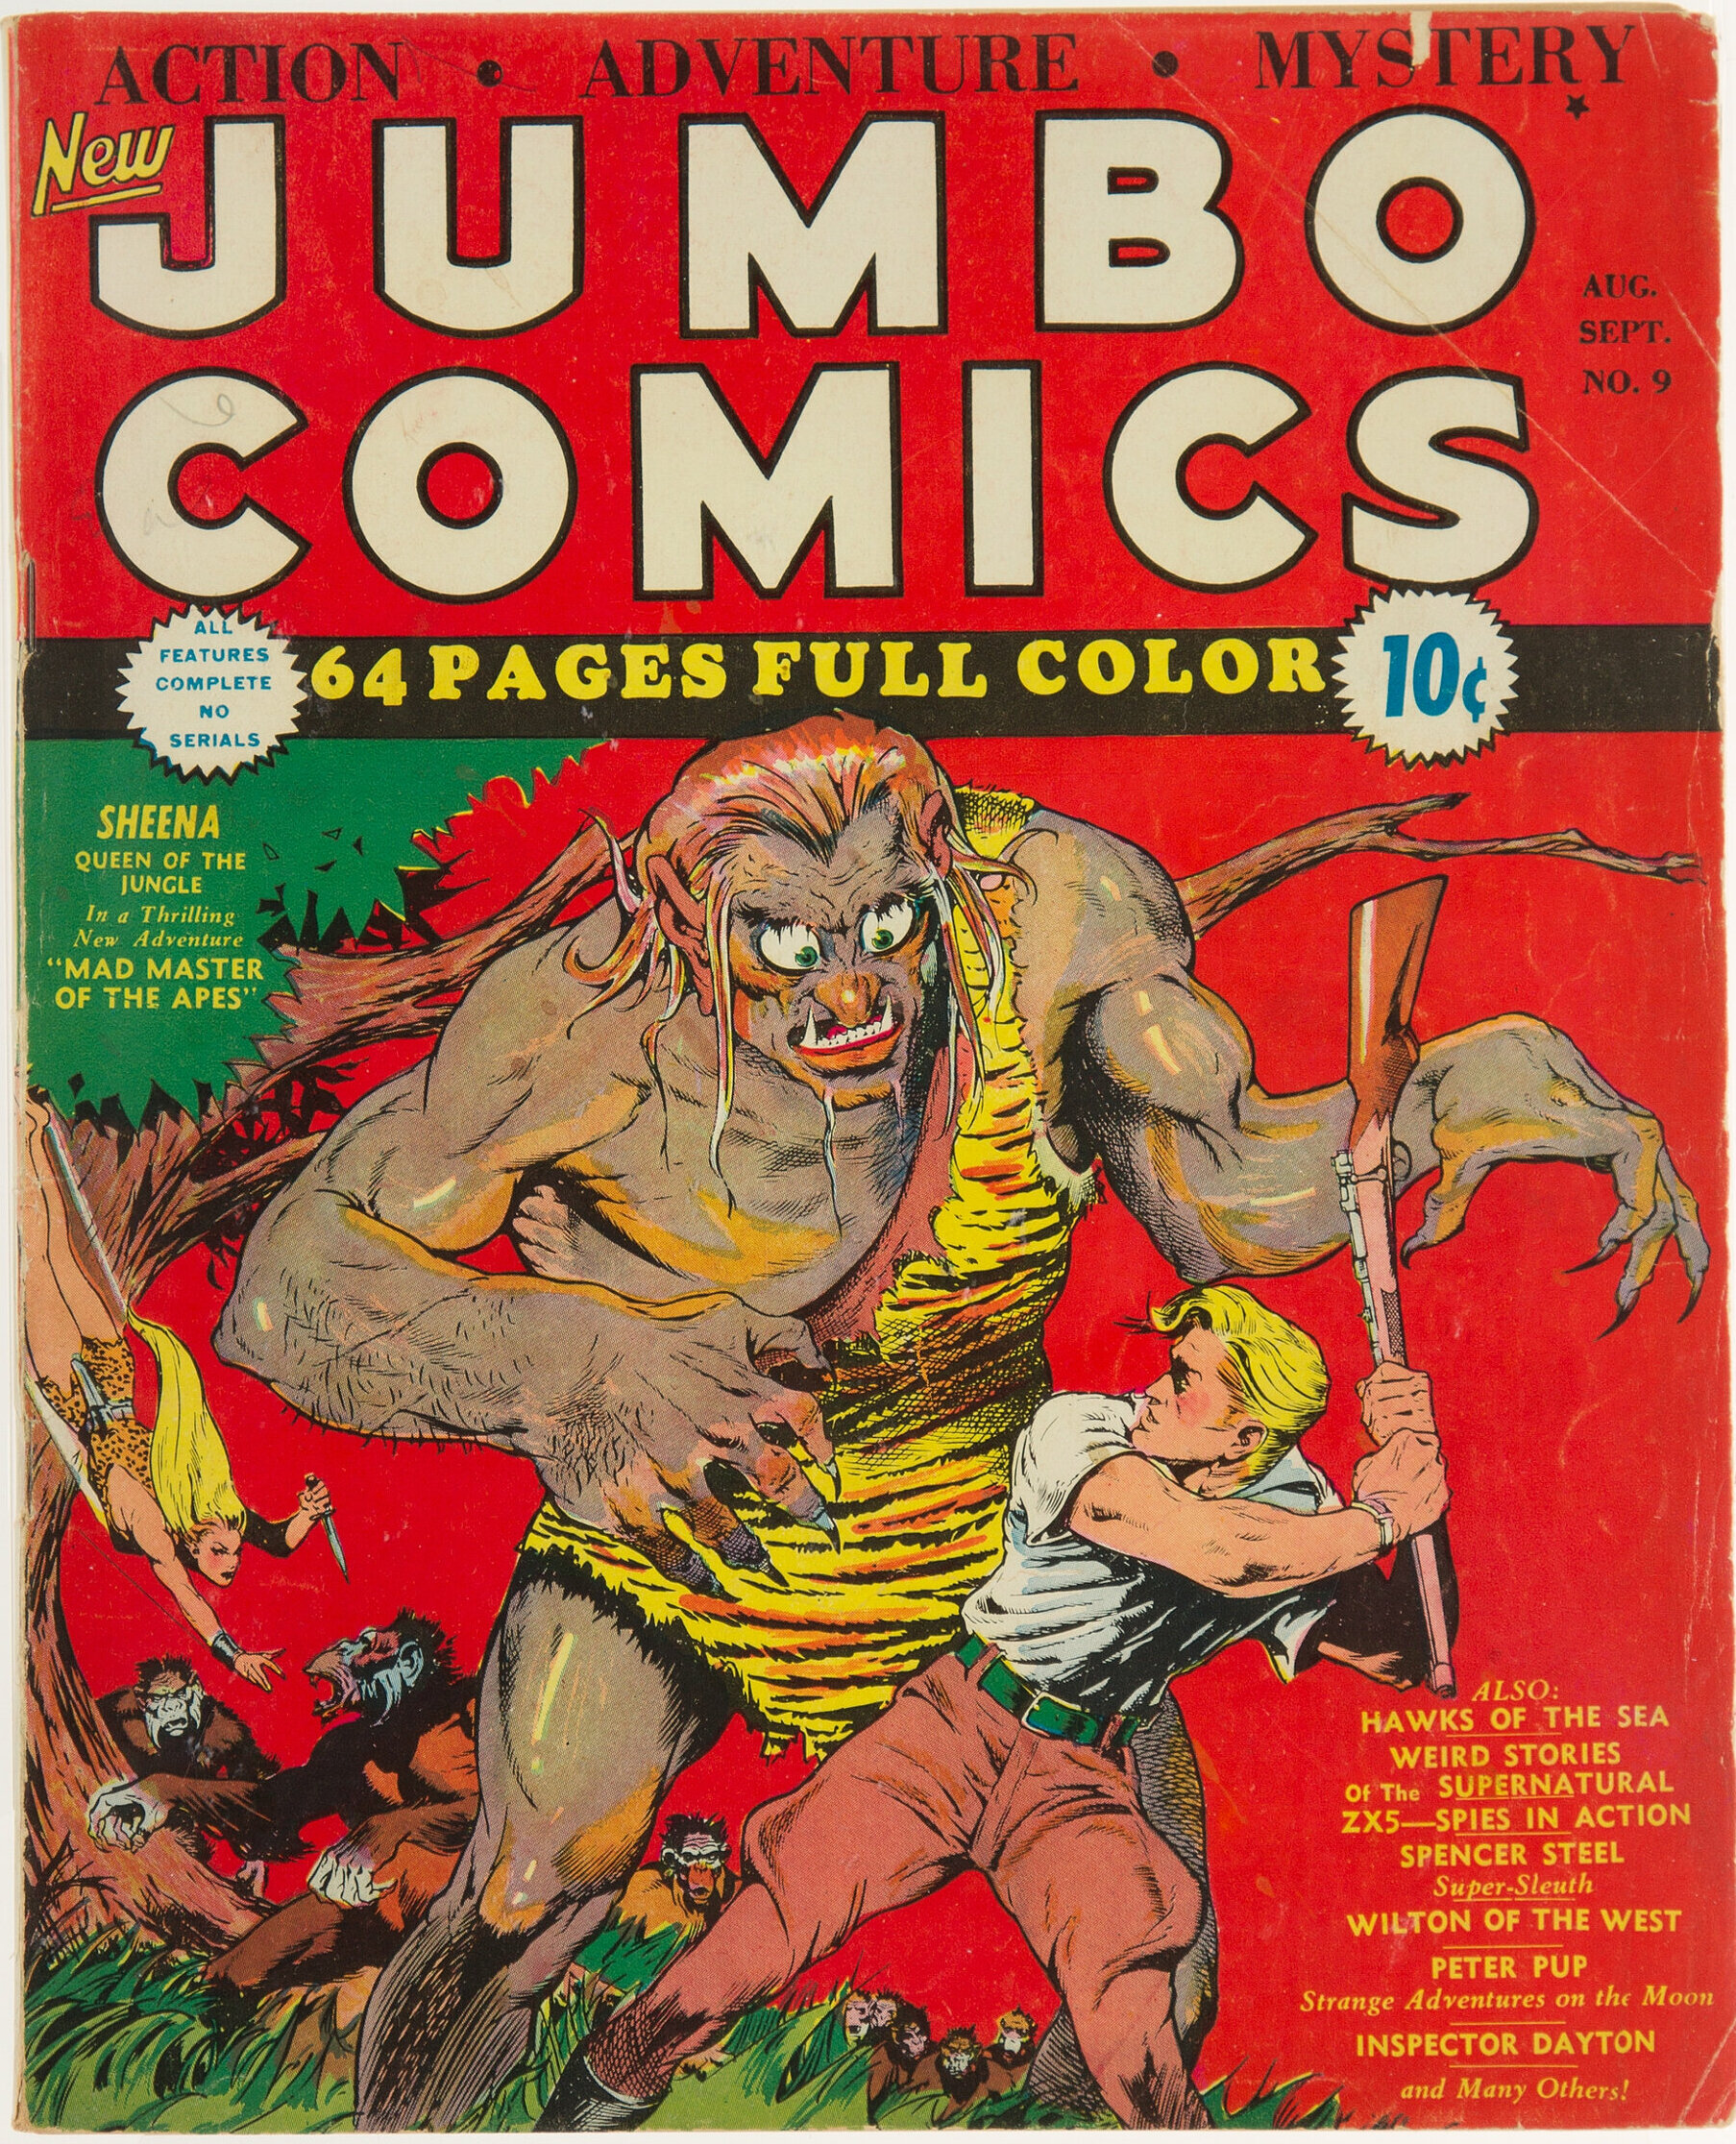 ACTION • ADVENTURE • MYSTERY
New
JUMBO
COMICS
AUG.
SEPT.
NO. 9
ALL
FEATURES
COMPLETE
NO
SERIALS
64 PAGES FULL COLOR
10¢
SHEENA
QUEEN OF THE
JUNGLE
In a Thrilling
New Adventure
"MAD MASTER
OF THE APES"
ALSO:
HAWKS OF THE SEA
WEIRD STORIES
Of The SUPERNATURAL
ZX5—SPIES IN ACTION
SPENCER STEEL
Super-Sleuth
WILTON OF THE WEST
PETER PUP
Strange Adventures on the Moon
INSPECTOR DAYTON
and Many Others!